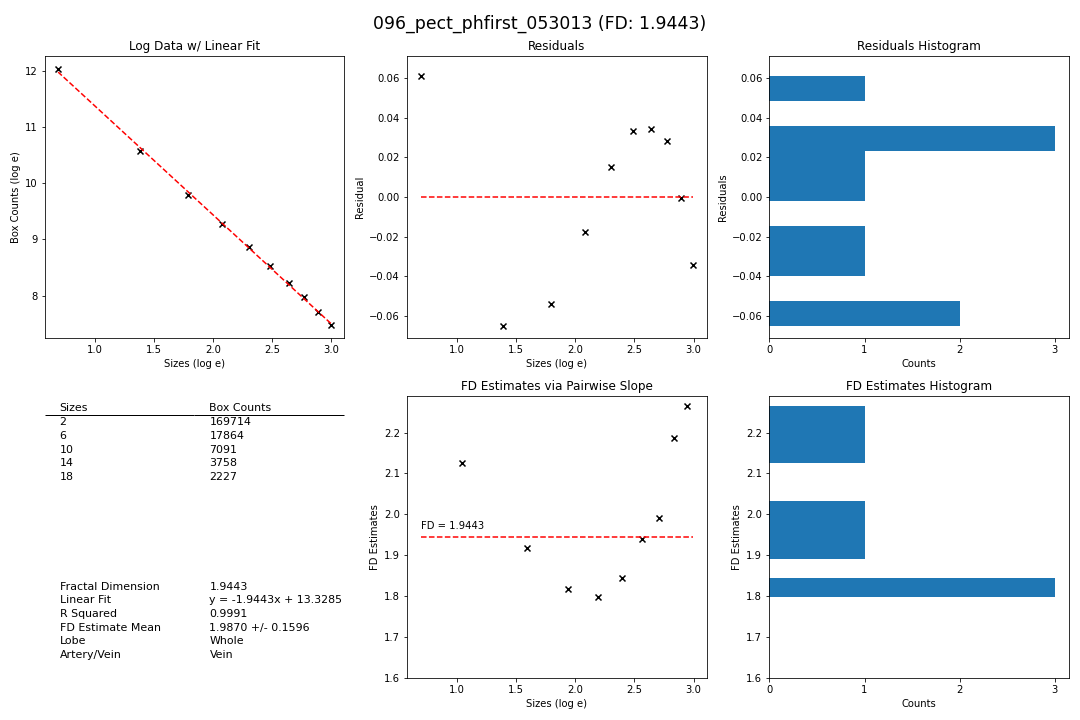 096_pect_phfirst_053013 (FD: 1.9443)
Log Data w/ Linear Fit
12
11
10
9
8
Box Counts (log e)
1.0 1.5 2.0 2.5 3.0
Sizes (log e)
Residuals
0.06
0.04
0.02
0.00
−0.02
−0.04
−0.06
Residual
1.0 1.5 2.0 2.5 3.0
Sizes (log e)
Residuals Histogram
0.06
0.04
0.02
0.00
−0.02
−0.04
−0.06
Residuals
0 1 2 3
Counts
Sizes Box Counts
2 169714
6 17864
10 7091
14 3758
18 2227
Fractal Dimension 1.9443
Linear Fit y = -1.9443x + 13.3285
R Squared 0.9991
FD Estimate Mean 1.9870 +/- 0.1596
Lobe Whole
Artery/Vein Vein
FD Estimates via Pairwise Slope
2.2
2.1
2.0
1.9
1.8
1.7
1.6
FD Estimates
FD = 1.9443
1.0 1.5 2.0 2.5 3.0
Sizes (log e)
FD Estimates Histogram
2.2
2.1
2.0
1.9
1.8
1.7
1.6
FD Estimates
0 1 2 3
Counts